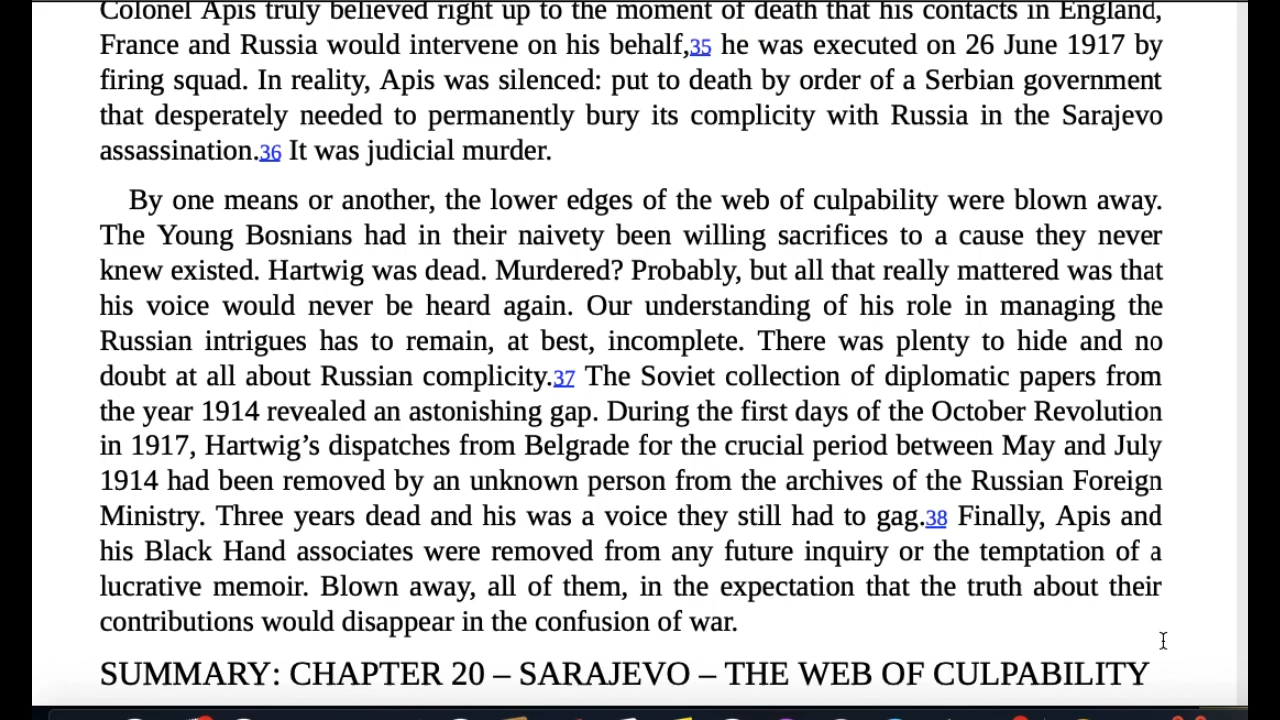 Colonel Apis truly believed right up to the moment of death that his contacts in England,
France and Russia would intervene on his behalf,35 he was executed on 26 June 1917 by
firing squad. In reality, Apis was silenced: put to death by order of a Serbian government
that desperately needed to permanently bury its complicity with Russia in the Sarajevo
assassination.36 It was judicial murder.
By one means or another, the lower edges of the web of culpability were blown away.
The Young Bosnians had in their naivety been willing sacrifices to a cause they never
knew existed. Hartwig was dead. Murdered? Probably, but all that really mattered was that
his voice would never be heard again. Our understanding of his role in managing the
Russian intrigues has to remain, at best, incomplete. There was plenty to hide and no
doubt at all about Russian complicity.37 The Soviet collection of diplomatic papers from
the year 1914 revealed an astonishing gap. During the first days of the October Revolution
in 1917, Hartwig’s dispatches from Belgrade for the crucial period between May and July
1914 had been removed by an unknown person from the archives of the Russian Foreign
Ministry. Three years dead and his was a voice they still had to gag.38 Finally, Apis and
his Black Hand associates were removed from any future inquiry or the temptation of a
lucrative memoir. Blown away, all of them, in the expectation that the truth about their
contributions would disappear in the confusion of war.
SUMMARY: CHAPTER 20 – SARAJEVO – THE WEB OF CULPABILITY